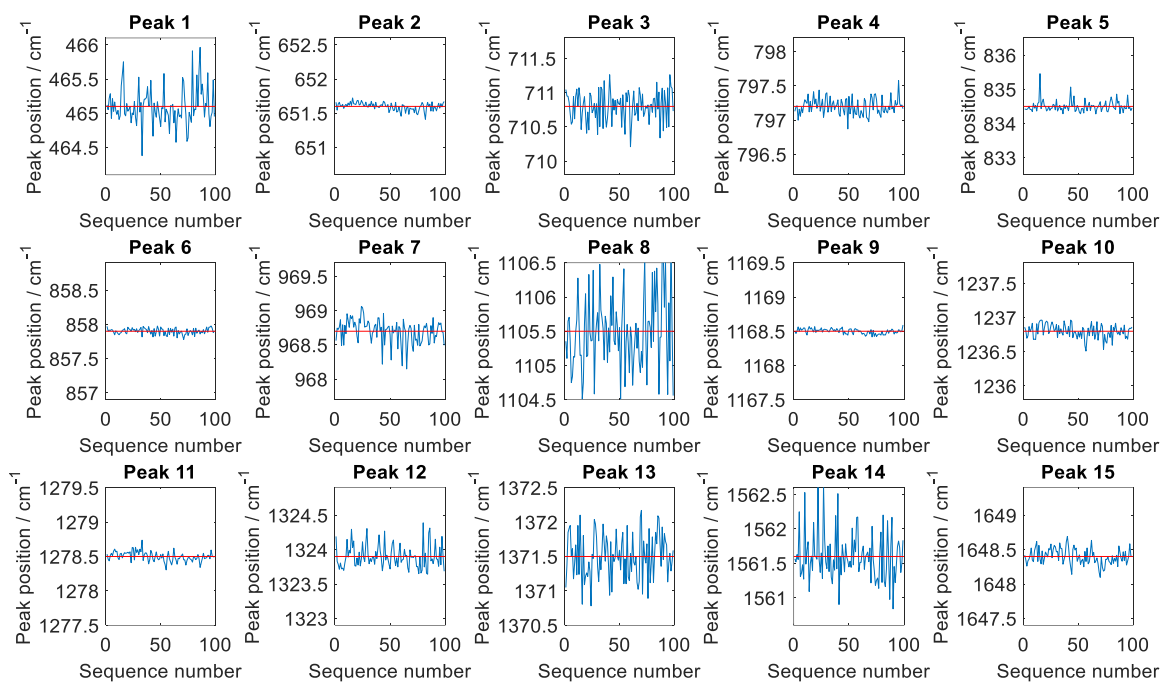 Peak 1
Peak position / cm⁻¹
466
465.5
465
464.5
0 50 100
Sequence number
Peak 2
Peak position / cm⁻¹
652.5
652
651.5
651
0 50 100
Sequence number
Peak 3
Peak position / cm⁻¹
711.5
711
710.5
710
0 50 100
Sequence number
Peak 4
Peak position / cm⁻¹
798
797.5
797
796.5
0 50 100
Sequence number
Peak 5
Peak position / cm⁻¹
836
835
834
833
0 50 100
Sequence number
Peak 6
Peak position / cm⁻¹
858.5
858
857.5
857
0 50 100
Sequence number
Peak 7
Peak position / cm⁻¹
969.5
969
968.5
968
0 50 100
Sequence number
Peak 8
Peak position / cm⁻¹
1106.5
1106
1105.5
1105
1104.5
0 50 100
Sequence number
Peak 9
Peak position / cm⁻¹
1169.5
1169
1168.5
1168
1167.5
0 50 100
Sequence number
Peak 10
Peak position / cm⁻¹
1237.5
1237
1236.5
1236
0 50 100
Sequence number
Peak 11
Peak position / cm⁻¹
1279.5
1279
1278.5
1278
1277.5
0 50 100
Sequence number
Peak 12
Peak position / cm⁻¹
1324.5
1324
1323.5
1323
0 50 100
Sequence number
Peak 13
Peak position / cm⁻¹
1372.5
1372
1371.5
1371
1370.5
0 50 100
Sequence number
Peak 14
Peak position / cm⁻¹
1562.5
1562
1561.5
1561
0 50 100
Sequence number
Peak 15
Peak position / cm⁻¹
1649
1648.5
1648
1647.5
0 50 100
Sequence number